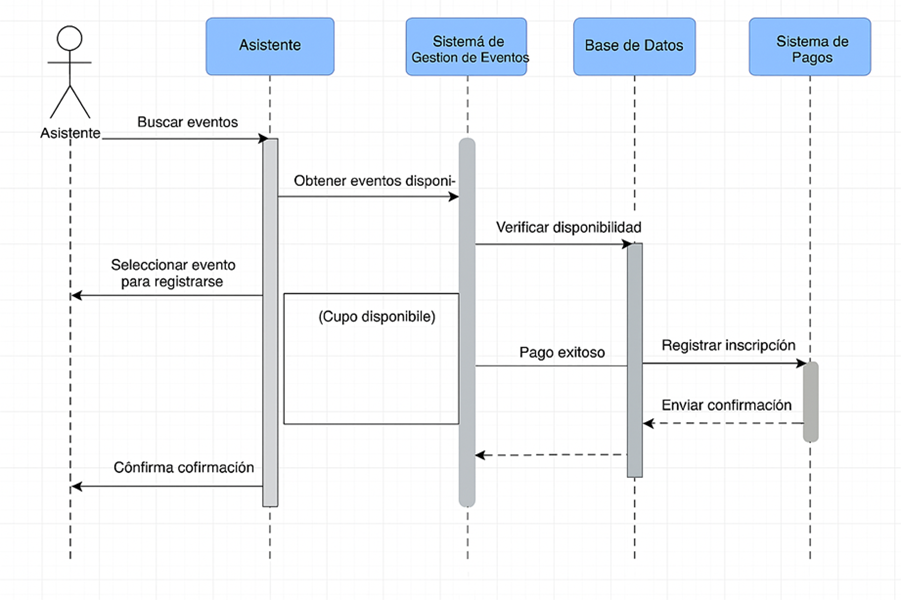 Asistente
Sistemá de
Gestion de Eventos
Base de Datos
Sistema de
Pagos
Asistente
Buscar eventos
Obtener eventos disponi-
Verificar disponibilidad
Seleccionar evento
para registrarse
(Cupo disponibile)
Pago exitoso
Registrar inscripción
Enviar confirmación
Cónfirma cofirmación